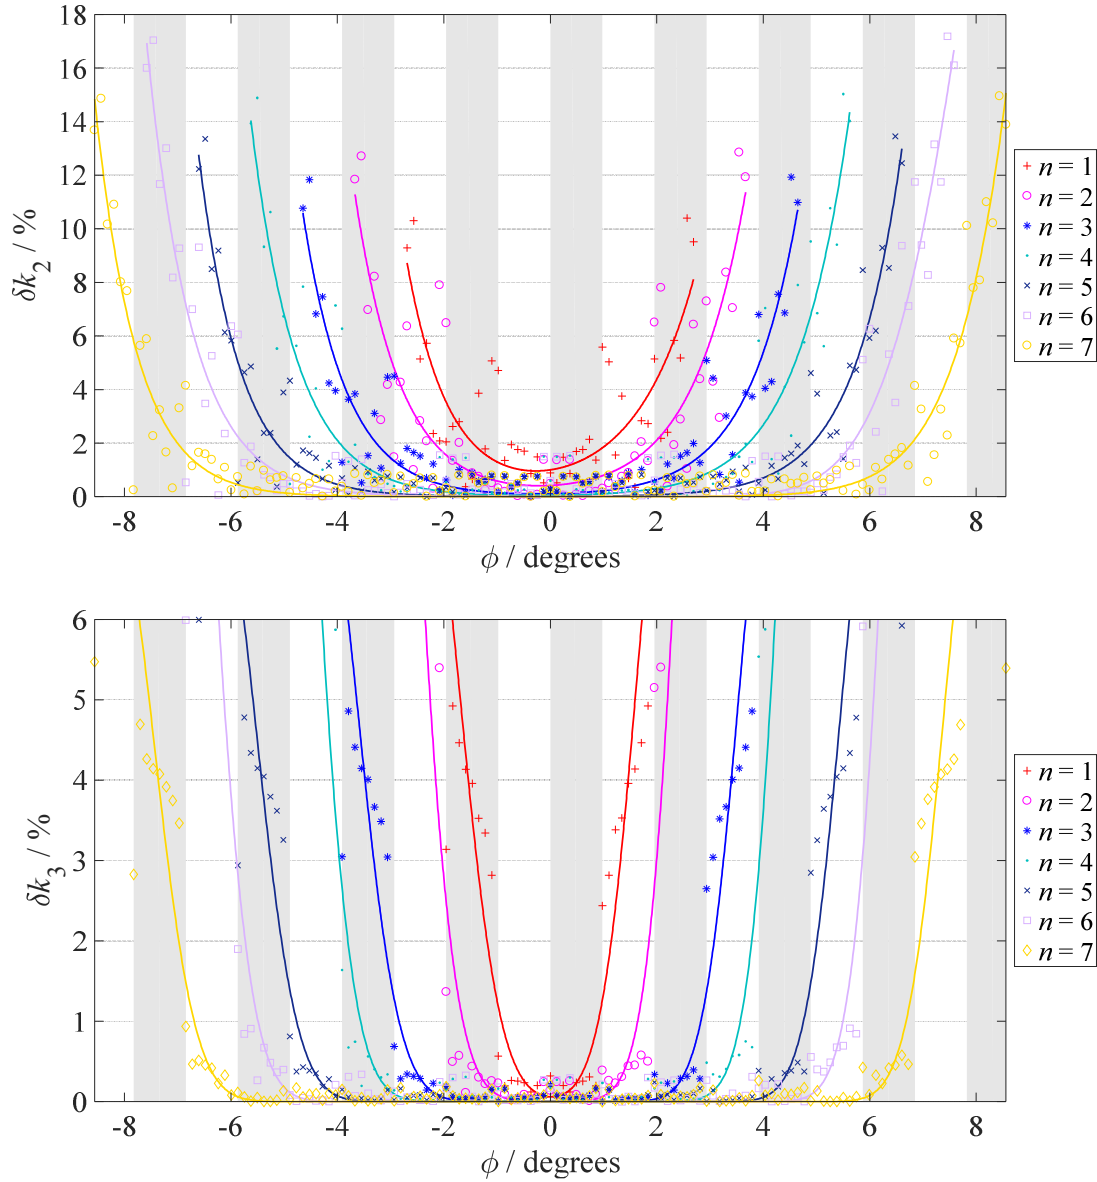 18
16
14
12
10
8
6
4
2
0
δk2 / %
-8 -6 -4 -2 0 2 4 6 8
ϕ / degrees
n = 1
n = 2
n = 3
n = 4
n = 5
n = 6
n = 7
6
5
4
3
2
1
0
δk3 / %
-8 -6 -4 -2 0 2 4 6 8
ϕ / degrees
n = 1
n = 2
n = 3
n = 4
n = 5
n = 6
n = 7